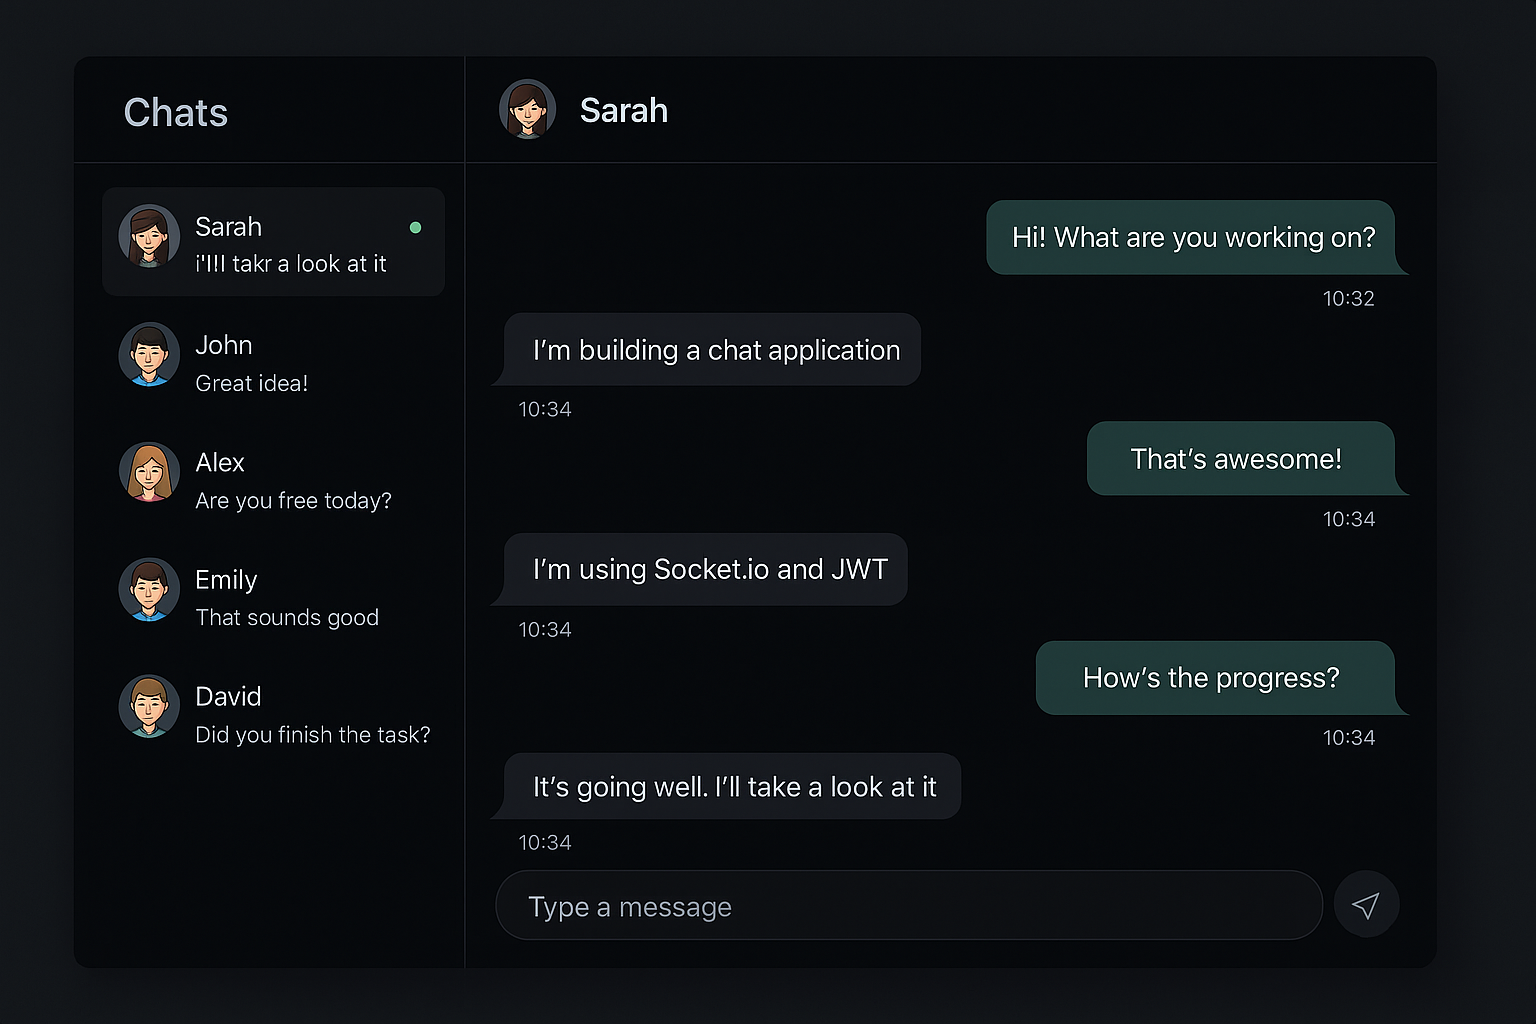 Chats
Sarah
i'III takr a look at it
John
Great idea!
Alex
Are you free today?
Emily
That sounds good
David
Did you finish the task?
Sarah
Hi! What are you working on?
10:32
I’m building a chat application
10:34
That’s awesome!
10:34
I’m using Socket.io and JWT
10:34
How’s the progress?
10:34
It’s going well. I’ll take a look at it
10:34
Type a message